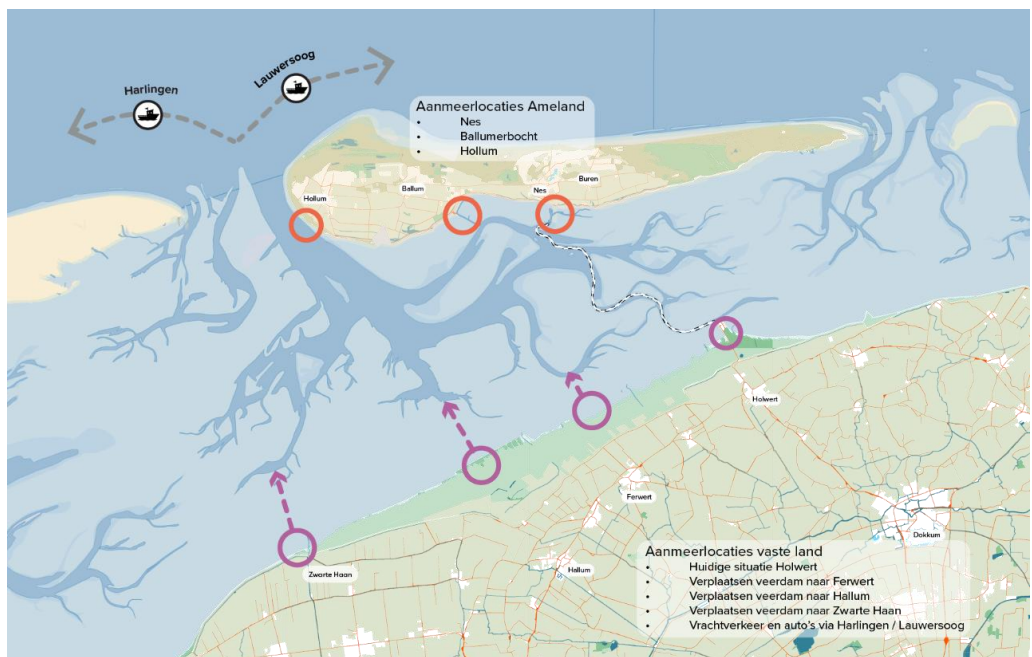 Harlingen
Lauwersoog
Aanmeerlocaties Ameland
• Nes
• Ballumerbocht
• Hollum
Buren
Ballum
Nes
Hollum
Holwert
Ferwert
Dokkum
Hallum
Zwarte Haan
Aanmeerlocaties vaste land
• Huidige situatie Holwert
• Verplaatsen veerdam naar Ferwert
• Verplaatsen veerdam naar Hallum
• Verplaatsen veerdam naar Zwarte Haan
• Vrachtverkeer en auto's via Harlingen / Lauwersoog